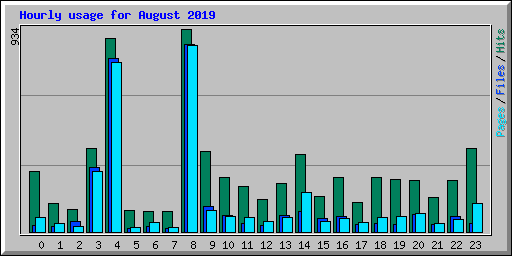 Hourly usage for August 2019
934
Pages/Files/Hits
0 1 2 3 4 5 6 7 8 9 10 11 12 13 14 15 16 17 18 19 20 21 22 23